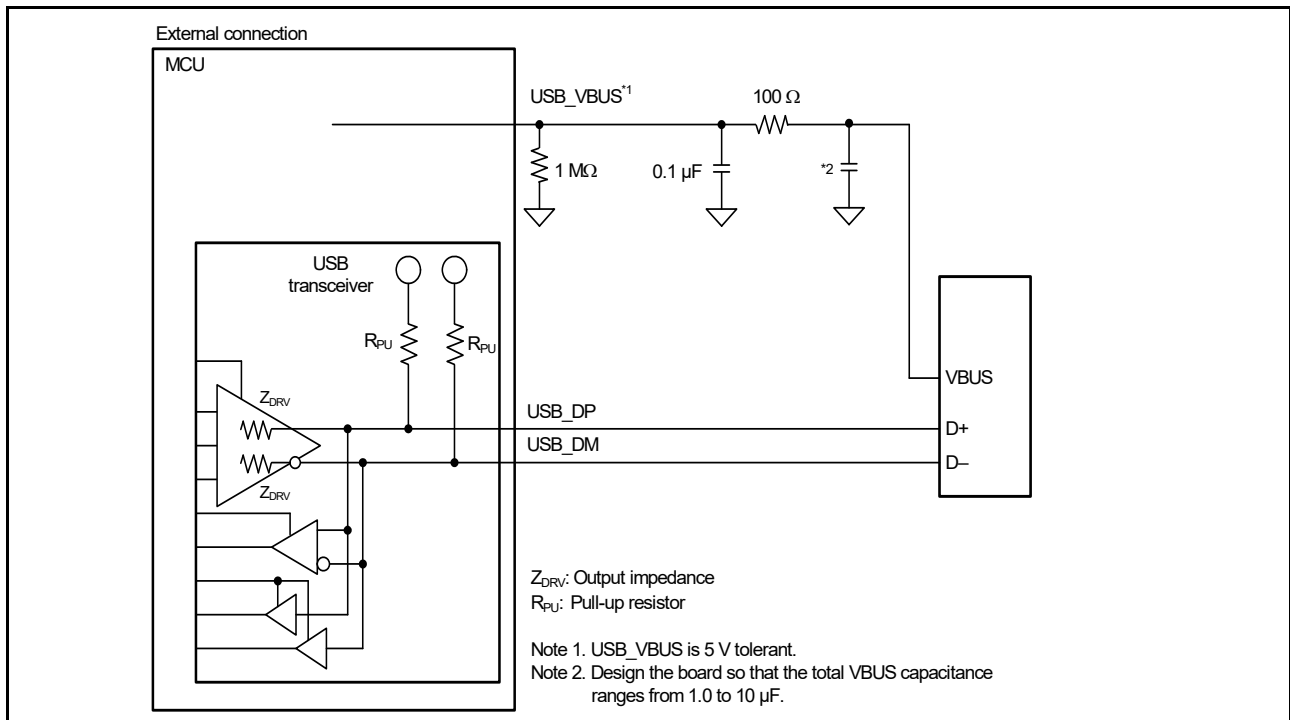 External connection
MCU
USB_VBUS*1
100 Ω
1 MΩ
0.1 µF
*2
USB
transceiver
RPU
RPU
VBUS
ZDRV
USB_DP
D+
USB_DM
D–
ZDRV
ZDRV: Output impedance
RPU: Pull-up resistor
Note 1. USB_VBUS is 5 V tolerant.
Note 2. Design the board so that the total VBUS capacitance
ranges from 1.0 to 10 µF.